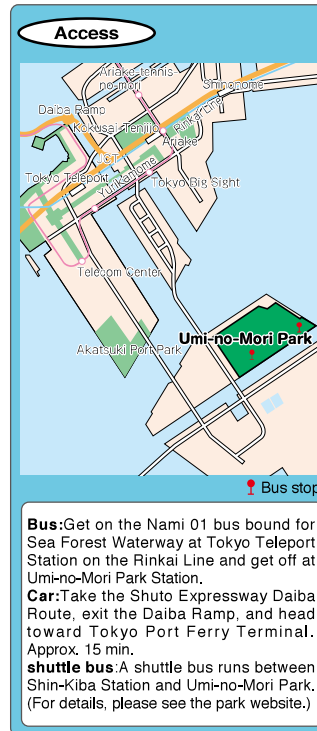 Access
Ariake-tennis-
no-mori
Shinonome
Daiba Ramp
Rinkai Line
Kokusai-Tenjijo
Ariake
JCT
Tokyo Teleport
Yurikamome
Tokyo Big Sight
Telecom Center
Umi-no-Mori Park
Akatsuki Port Park
Bus stop
Bus:Get on the Nami 01 bus bound for
Sea Forest Waterway at Tokyo Teleport
Station on the Rinkai Line and get off at
Umi-no-Mori Park Station.
Car:Take the Shuto Expressway Daiba
Route, exit the Daiba Ramp, and head
toward Tokyo Port Ferry Terminal.
Approx. 15 min.
shuttle bus:A shuttle bus runs between
Shin-Kiba Station and Umi-no-Mori Park.
(For details, please see the park website.)